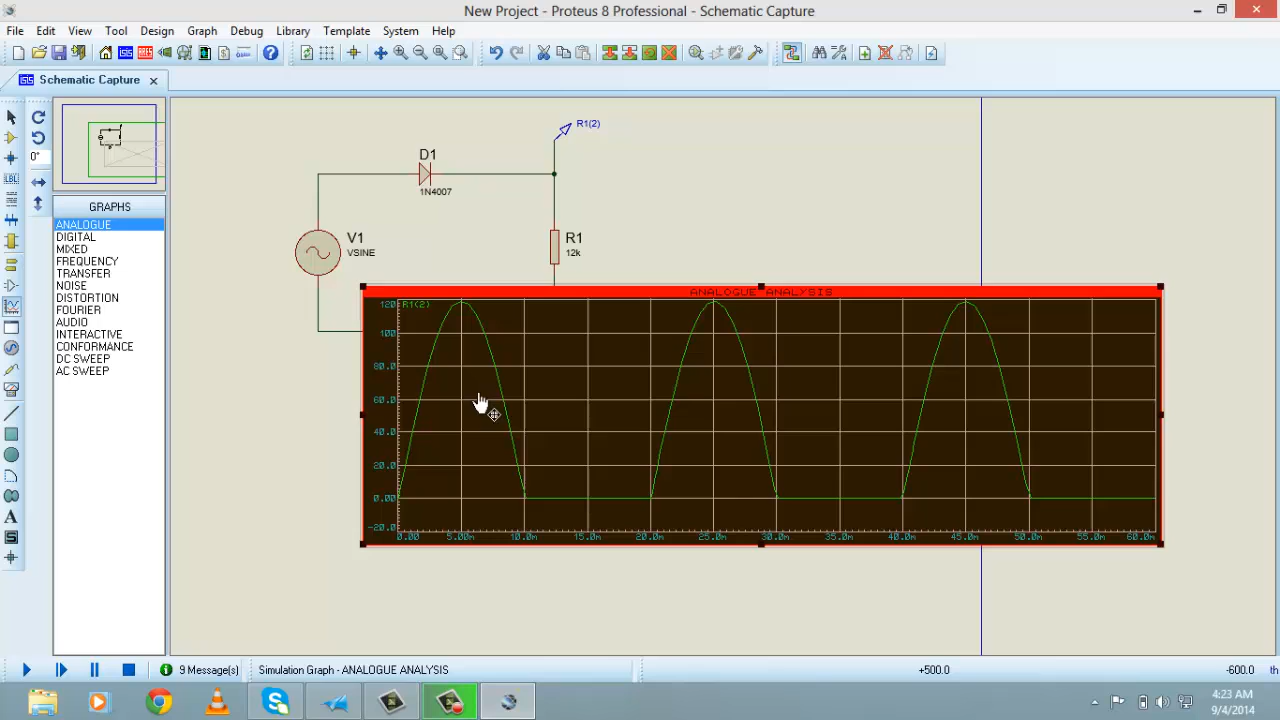 New Project - Proteus 8 Professional - Schematic Capture
File Edit View Tool Design Graph Debug Library Template System Help
Schematic Capture
0°
LBL
A
S
GRAPHS
ANALOGUE
DIGITAL
MIXED
FREQUENCY
TRANSFER
NOISE
DISTORTION
FOURIER
AUDIO
INTERACTIVE
CONFORMANCE
DC SWEEP
AC SWEEP
R1(2)
D1
1N4007
V1
VSINE
R1
12k
ANALOGUE ANALYSIS
R1(2)
120
100
80.0
60.0
40.0
20.0
0.00
-20.0
0.00 5.00m 10.0m 15.0m 20.0m 25.0m 30.0m 35.0m 40.0m 45.0m 50.0m 55.0m 60.0m
9 Message(s) Simulation Graph - ANALOGUE ANALYSIS +500.0 -600.0 th
4:23 AM
9/4/2014